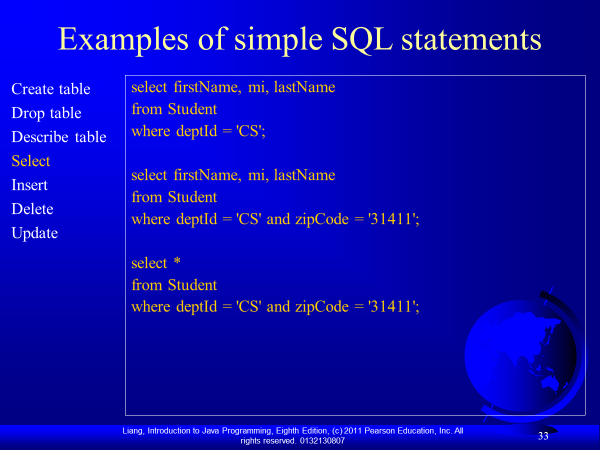 Examples of simple SQL statements
Create table
Drop table
Describe table
Select
Insert
Delete
Update
select firstName, mi, lastName
from Student
where deptId = 'CS';
select firstName, mi, lastName
from Student
where deptId = 'CS' and zipCode = '31411';
select *
from Student
where deptId = 'CS' and zipCode = '31411';
Liang, Introduction to Java Programming, Eighth Edition, (c) 2011 Pearson Education, Inc. All
rights reserved. 0132130807
33